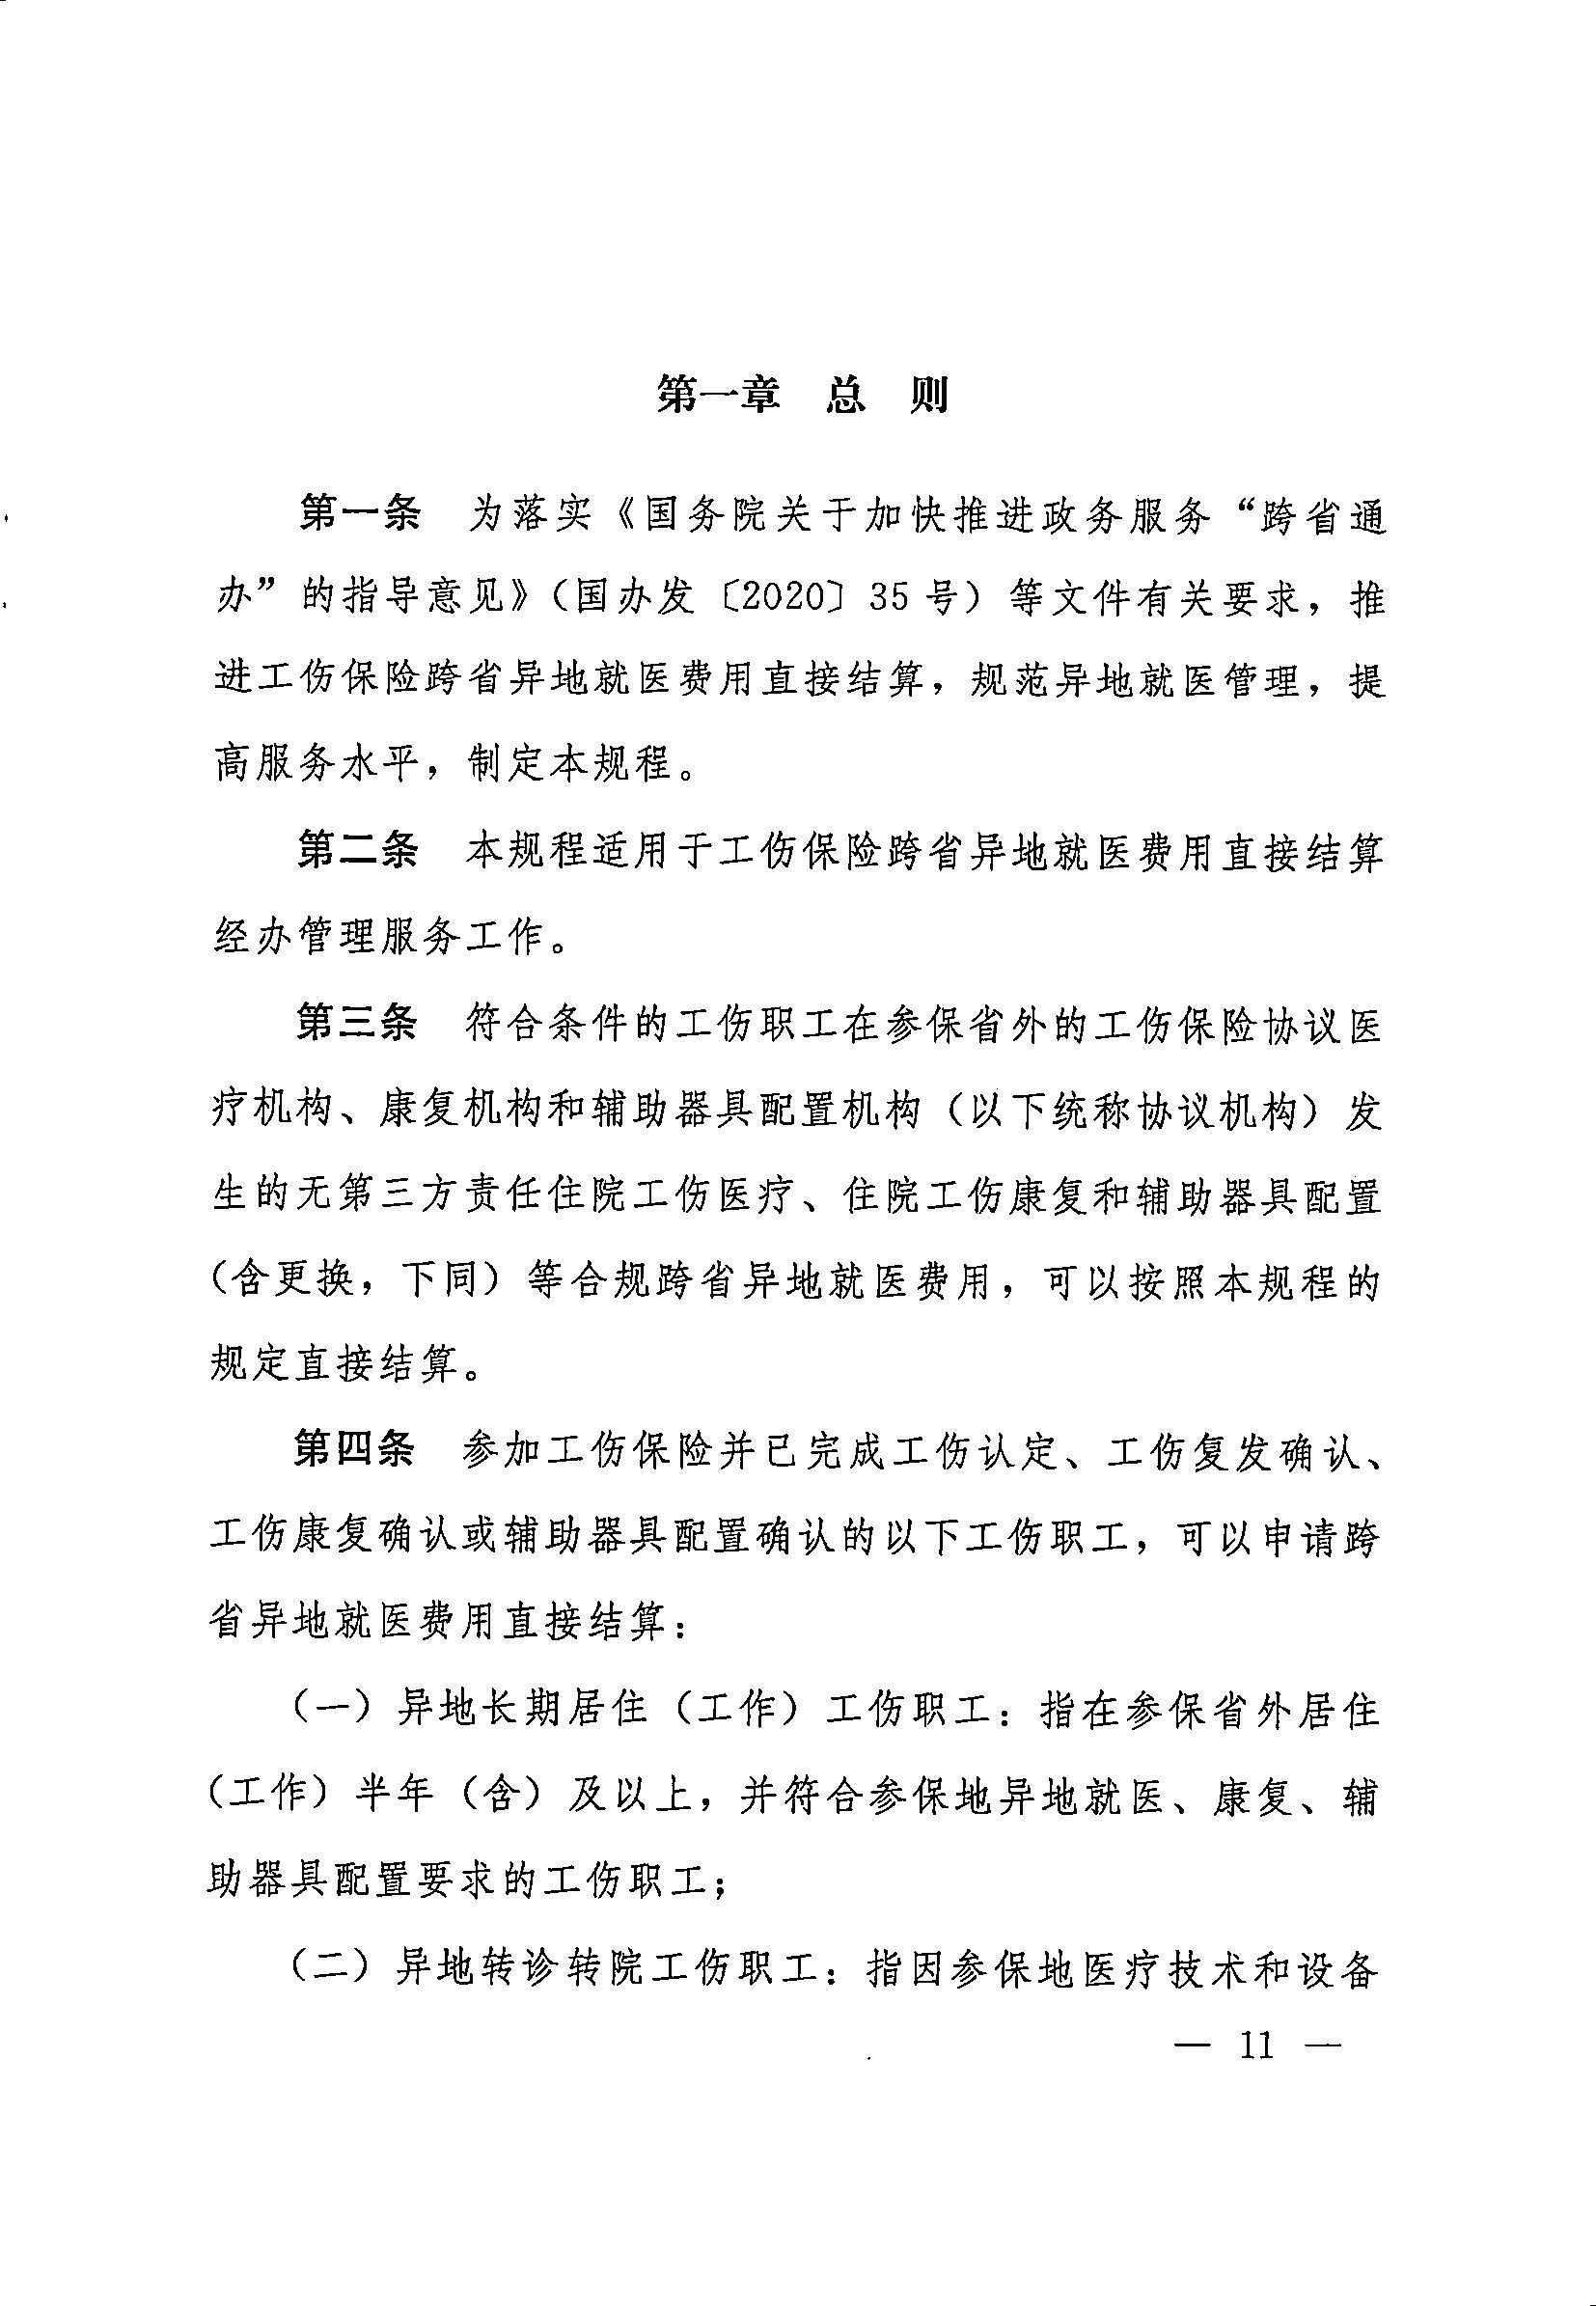 第一章　总　则
第一条　为落实《国务院关于加快推进政务服务“跨省通
办”的指导意见》（国办发〔2020〕35号）等文件有关要求，推
进工伤保险跨省异地就医费用直接结算，规范异地就医管理，提
高服务水平，制定本规程。
第二条　本规程适用于工伤保险跨省异地就医费用直接结算
经办管理服务工作。
第三条　符合条件的工伤职工在参保省外的工伤保险协议医
疗机构、康复机构和辅助器具配置机构（以下统称协议机构）发
生的无第三方责任住院工伤医疗、住院工伤康复和辅助器具配置
（含更换，下同）等合规跨省异地就医费用，可以按照本规程的
规定直接结算。
第四条　参加工伤保险并已完成工伤认定、工伤复发确认、
工伤康复确认或辅助器具配置确认的以下工伤职工，可以申请跨
省异地就医费用直接结算：
（一）异地长期居住（工作）工伤职工：指在参保省外居住
（工作）半年（含）及以上，并符合参保地异地就医、康复、辅
助器具配置要求的工伤职工；
（二）异地转诊转院工伤职工：指因参保地医疗技术和设备
— 11 —